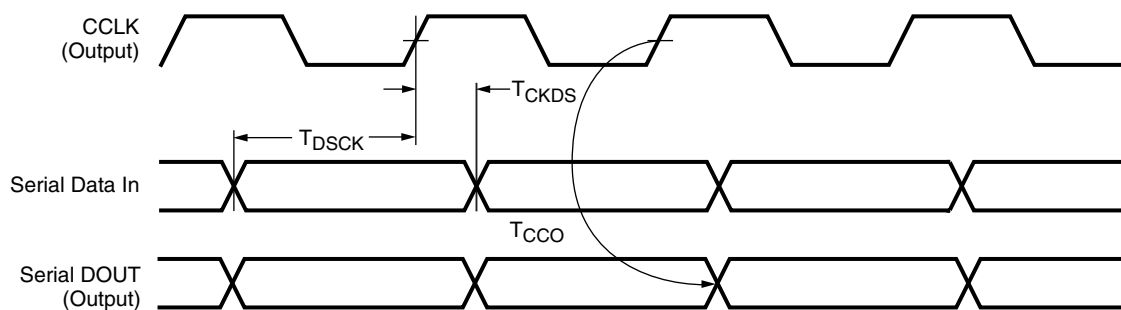 CCLK
(Output)
TCKDS
TDSCK
Serial Data In
TCCO
Serial DOUT
(Output)